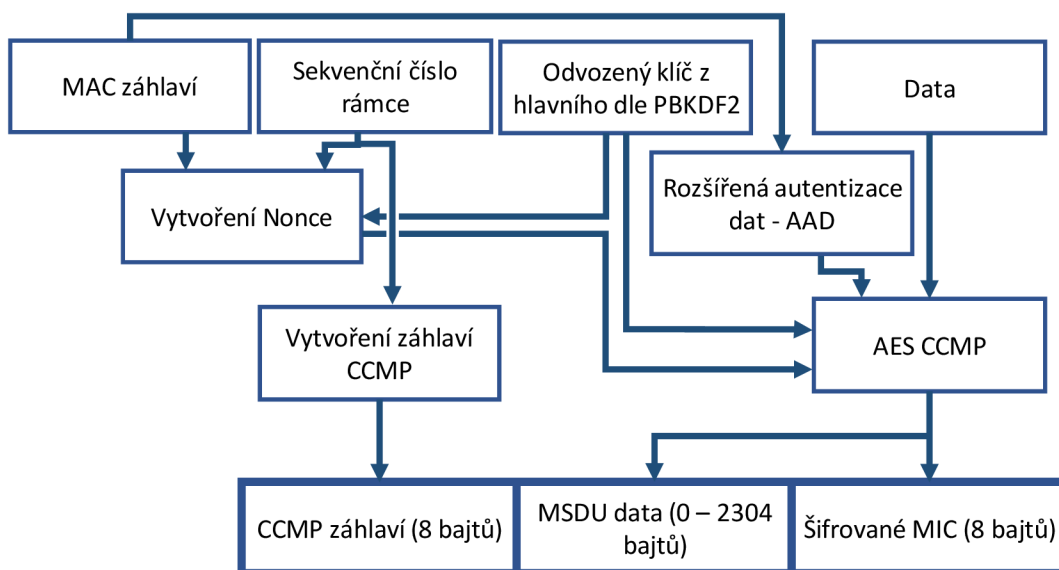 MAC záhlaví
Sekvenční číslo
rámce
Odvozený klíč z
hlavního dle PBKDF2
Data
Vytvoření Nonce
Rozšířená autentizace
dat - AAD
Vytvoření záhlaví
CCMP
AES CCMP
CCMP záhlaví (8 bajtů)
MSDU data (0 – 2304
bajtů)
Šifrované MIC (8 bajtů)